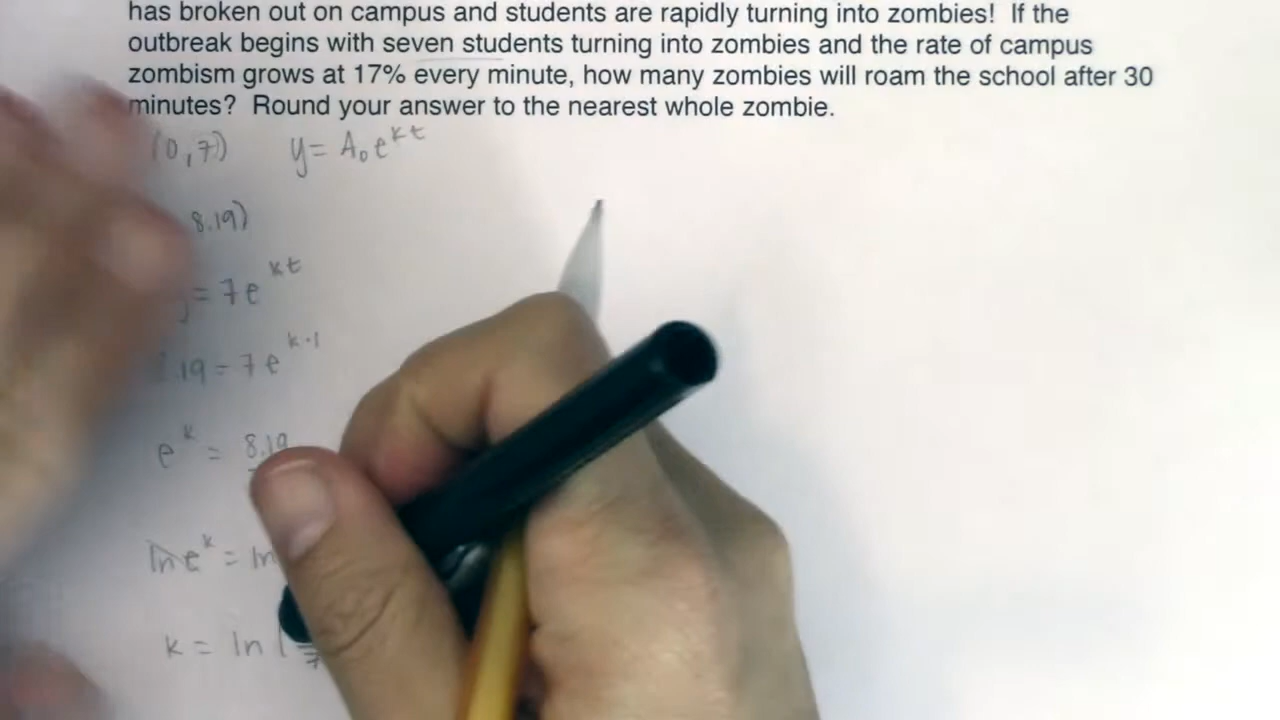 has broken out on campus and students are rapidly turning into zombies! If the
outbreak begins with seven students turning into zombies and the rate of campus
zombism grows at 17% every minute, how many zombies will roam the school after 30
minutes? Round your answer to the nearest whole zombie.
(0,7) y= A₀e^kt
8.19)
= 7e^kt
.19 = 7e^k·1
e^k = 8.19
ln e^k = ln
k = ln